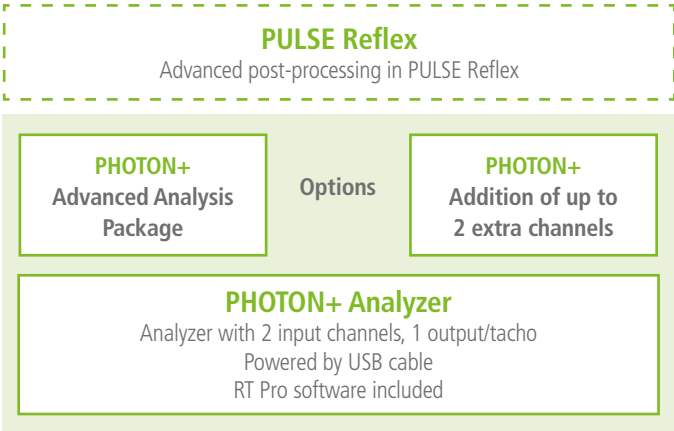 PULSE Reflex
Advanced post-processing in PULSE Reflex
PHOTON+
Advanced Analysis
Package
Options
PHOTON+
Addition of up to
2 extra channels
PHOTON+ Analyzer
Analyzer with 2 input channels, 1 output/tacho
Powered by USB cable
RT Pro software included